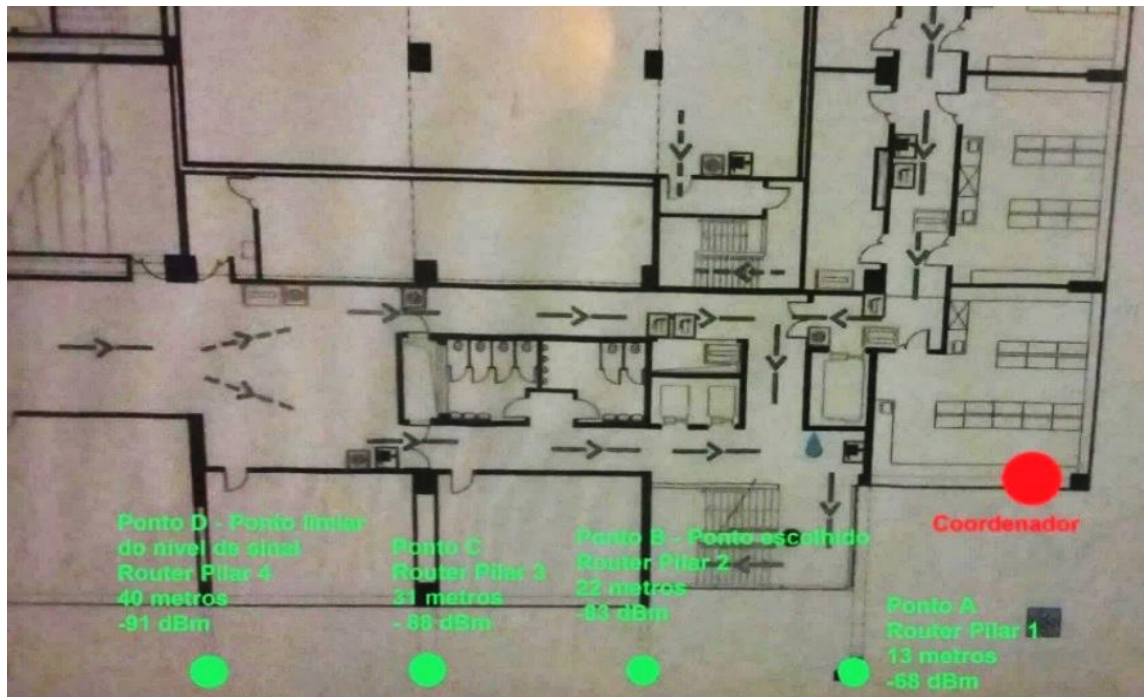 Ponto D - Ponto limiar
do nível de sinal
Router Pilar 4
40 metros
-91 dBm
Ponto C
Router Pilar 3
31 metros
- 88 dBm
Ponto B - Ponto escolhido
Router Pilar 2
22 metros
-83 dBm
Coordenador
Ponto A
Router Pilar 1
13 metros
-68 dBm